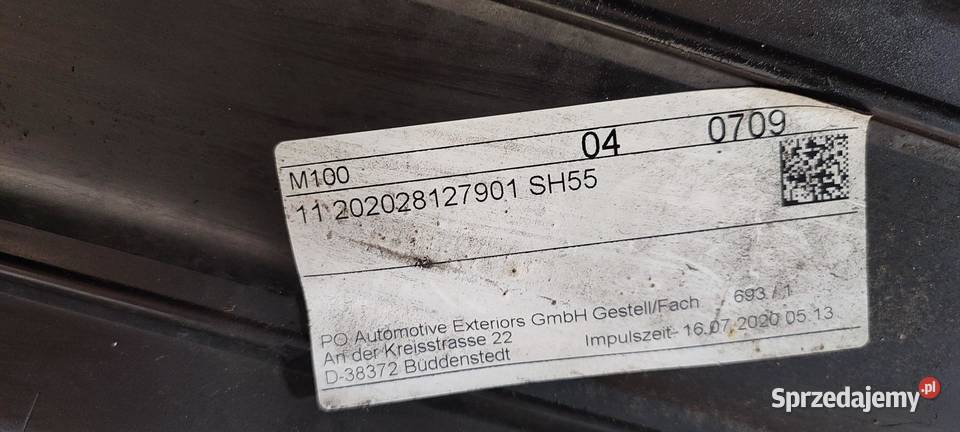 04 0709
M100
11 202028127901 SH55
PO Automotive Exteriors GmbH Gestell/Fach 693 / 1
An der Kreisstrasse 22 Impulszeit 16.07.2020 05.13
D-38372 Büddenstedt
Sprzedajemy.pl